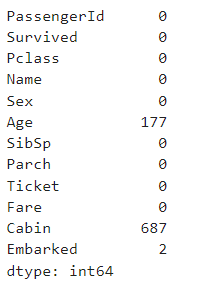 PassengerId 0
Survived 0
Pclass 0
Name 0
Sex 0
Age 177
SibSp 0
Parch 0
Ticket 0
Fare 0
Cabin 687
Embarked 2
dtype: int64